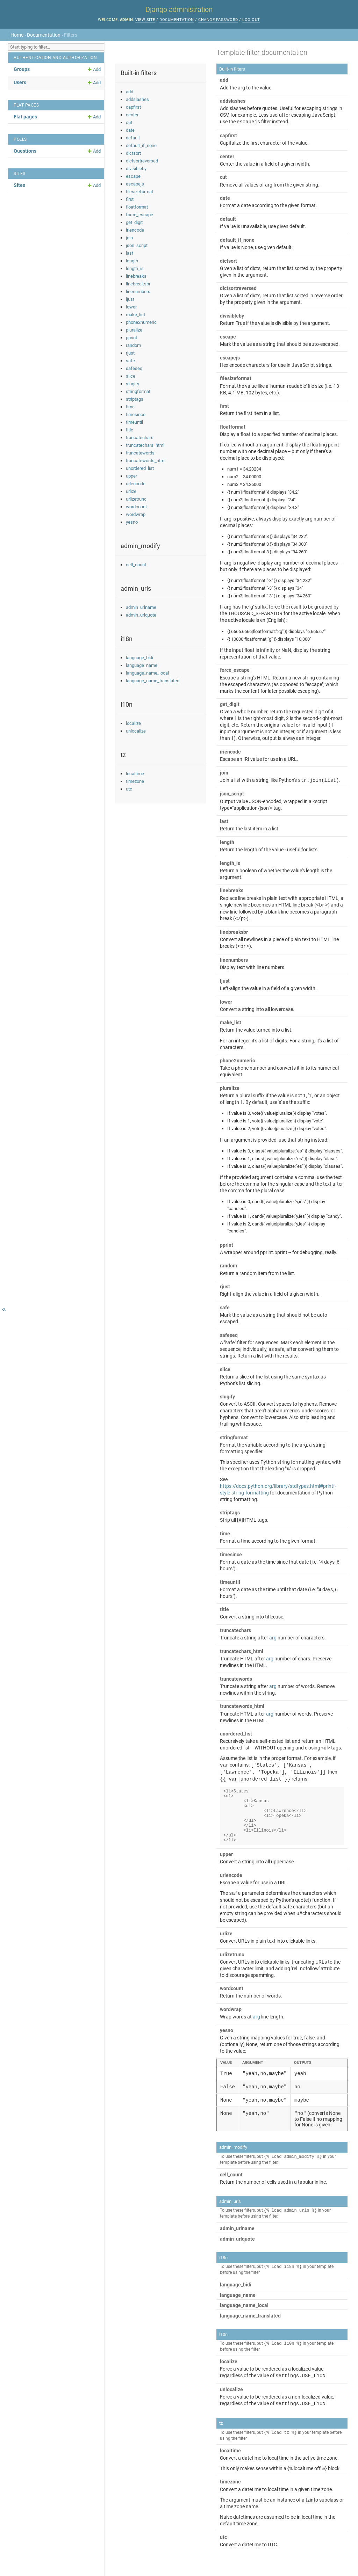 Django administration
WELCOME, ADMIN. VIEW SITE / DOCUMENTATION / CHANGE PASSWORD / LOG OUT
Home › Documentation › Filters
Start typing to filter...
AUTHENTICATION AND AUTHORIZATION
Groups + Add
Users + Add
FLAT PAGES
Flat pages + Add
POLLS
Questions + Add
SITES
Sites + Add
«
Built-in filters
add
addslashes
capfirst
center
cut
date
default
default_if_none
dictsort
dictsortreversed
divisibleby
escape
escapejs
filesizeformat
first
floatformat
force_escape
get_digit
iriencode
join
json_script
last
length
length_is
linebreaks
linebreaksbr
linenumbers
ljust
lower
make_list
phone2numeric
pluralize
pprint
random
rjust
safe
safeseq
slice
slugify
stringformat
striptags
time
timesince
timeuntil
title
truncatechars
truncatechars_html
truncatewords
truncatewords_html
unordered_list
upper
urlencode
urlize
urlizetrunc
wordcount
wordwrap
yesno
admin_modify
cell_count
admin_urls
admin_urlname
admin_urlquote
i18n
language_bidi
language_name
language_name_local
language_name_translated
l10n
localize
unlocalize
tz
localtime
timezone
utc
Template filter documentation
Built-in filters
add
Add the arg to the value.
addslashes
Add slashes before quotes. Useful for escaping strings in
CSV, for example. Less useful for escaping JavaScript;
use the escapejs filter instead.
capfirst
Capitalize the first character of the value.
center
Center the value in a field of a given width.
cut
Remove all values of arg from the given string.
date
Format a date according to the given format.
default
If value is unavailable, use given default.
default_if_none
If value is None, use given default.
dictsort
Given a list of dicts, return that list sorted by the property
given in the argument.
dictsortreversed
Given a list of dicts, return that list sorted in reverse order
by the property given in the argument.
divisibleby
Return True if the value is divisible by the argument.
escape
Mark the value as a string that should be auto-escaped.
escapejs
Hex encode characters for use in JavaScript strings.
filesizeformat
Format the value like a 'human-readable' file size (i.e. 13
KB, 4.1 MB, 102 bytes, etc.).
first
Return the first item in a list.
floatformat
Display a float to a specified number of decimal places.
If called without an argument, display the floating point
number with one decimal place -- but only if there's a
decimal place to be displayed:
num1 = 34.23234
num2 = 34.00000
num3 = 34.26000
{{ num1|floatformat }} displays "34.2"
{{ num2|floatformat }} displays "34"
{{ num3|floatformat }} displays "34.3"
If arg is positive, always display exactly arg number of
decimal places:
{{ num1|floatformat:3 }} displays "34.232"
{{ num2|floatformat:3 }} displays "34.000"
{{ num3|floatformat:3 }} displays "34.260"
If arg is negative, display arg number of decimal places --
but only if there are places to be displayed:
{{ num1|floatformat:"-3" }} displays "34.232"
{{ num2|floatformat:"-3" }} displays "34"
{{ num3|floatformat:"-3" }} displays "34.260"
If arg has the 'g' suffix, force the result to be grouped by
the THOUSAND_SEPARATOR for the active locale. When
the active locale is en (English):
{{ 6666.6666|floatformat:"2g" }} displays "6,666.67"
{{ 10000|floatformat:"g" }} displays "10,000"
If the input float is infinity or NaN, display the string
representation of that value.
force_escape
Escape a string's HTML. Return a new string containing
the escaped characters (as opposed to "escape", which
marks the content for later possible escaping).
get_digit
Given a whole number, return the requested digit of it,
where 1 is the right-most digit, 2 is the second-right-most
digit, etc. Return the original value for invalid input (if
input or argument is not an integer, or if argument is less
than 1). Otherwise, output is always an integer.
iriencode
Escape an IRI value for use in a URL.
join
Join a list with a string, like Python's str.join(list).
json_script
Output value JSON-encoded, wrapped in a <script
type="application/json"> tag.
last
Return the last item in a list.
length
Return the length of the value - useful for lists.
length_is
Return a boolean of whether the value's length is the
argument.
linebreaks
Replace line breaks in plain text with appropriate HTML; a
single newline becomes an HTML line break (<br>) and a
new line followed by a blank line becomes a paragraph
break (</p>).
linebreaksbr
Convert all newlines in a piece of plain text to HTML line
breaks (<br>).
linenumbers
Display text with line numbers.
ljust
Left-align the value in a field of a given width.
lower
Convert a string into all lowercase.
make_list
Return the value turned into a list.
For an integer, it's a list of digits. For a string, it's a list of
characters.
phone2numeric
Take a phone number and converts it in to its numerical
equivalent.
pluralize
Return a plural suffix if the value is not 1, '1', or an object
of length 1. By default, use 's' as the suffix:
If value is 0, vote{{ value|pluralize }} display "votes".
If value is 1, vote{{ value|pluralize }} display "vote".
If value is 2, vote{{ value|pluralize }} display "votes".
If an argument is provided, use that string instead:
If value is 0, class{{ value|pluralize:"es" }} display "classes".
If value is 1, class{{ value|pluralize:"es" }} display "class".
If value is 2, class{{ value|pluralize:"es" }} display "classes".
If the provided argument contains a comma, use the text
before the comma for the singular case and the text after
the comma for the plural case:
If value is 0, cand{{ value|pluralize:"y,ies" }} display
"candies".
If value is 1, cand{{ value|pluralize:"y,ies" }} display "candy".
If value is 2, cand{{ value|pluralize:"y,ies" }} display
"candies".
pprint
A wrapper around pprint.pprint -- for debugging, really.
random
Return a random item from the list.
rjust
Right-align the value in a field of a given width.
safe
Mark the value as a string that should not be auto-
escaped.
safeseq
A "safe" filter for sequences. Mark each element in the
sequence, individually, as safe, after converting them to
strings. Return a list with the results.
slice
Return a slice of the list using the same syntax as
Python's list slicing.
slugify
Convert to ASCII. Convert spaces to hyphens. Remove
characters that aren't alphanumerics, underscores, or
hyphens. Convert to lowercase. Also strip leading and
trailing whitespace.
stringformat
Format the variable according to the arg, a string
formatting specifier.
This specifier uses Python string formatting syntax, with
the exception that the leading "%" is dropped.
See
https://docs.python.org/library/stdtypes.html#printf-
style-string-formatting for documentation of Python
string formatting.
striptags
Strip all [X]HTML tags.
time
Format a time according to the given format.
timesince
Format a date as the time since that date (i.e. "4 days, 6
hours").
timeuntil
Format a date as the time until that date (i.e. "4 days, 6
hours").
title
Convert a string into titlecase.
truncatechars
Truncate a string after arg number of characters.
truncatechars_html
Truncate HTML after arg number of chars. Preserve
newlines in the HTML.
truncatewords
Truncate a string after arg number of words. Remove
newlines within the string.
truncatewords_html
Truncate HTML after arg number of words. Preserve
newlines in the HTML.
unordered_list
Recursively take a self-nested list and return an HTML
unordered list -- WITHOUT opening and closing <ul> tags.
Assume the list is in the proper format. For example, if
var contains: ['States', ['Kansas',
['Lawrence', 'Topeka'], 'Illinois']], then
{{ var|unordered_list }} returns:
<li>States
<ul>
<li>Kansas
<ul>
<li>Lawrence</li>
<li>Topeka</li>
</ul>
</li>
<li>Illinois</li>
</ul>
</li>
upper
Convert a string into all uppercase.
urlencode
Escape a value for use in a URL.
The safe parameter determines the characters which
should not be escaped by Python's quote() function. If
not provided, use the default safe characters (but an
empty string can be provided when all characters should
be escaped).
urlize
Convert URLs in plain text into clickable links.
urlizetrunc
Convert URLs into clickable links, truncating URLs to the
given character limit, and adding 'rel=nofollow' attribute
to discourage spamming.
wordcount
Return the number of words.
wordwrap
Wrap words at arg line length.
yesno
Given a string mapping values for true, false, and
(optionally) None, return one of those strings according
to the value:
VALUE ARGUMENT OUTPUTS
True "yeah,no,maybe" yeah
False "yeah,no,maybe" no
None "yeah,no,maybe" maybe
None "yeah,no" "no" (converts None
to False if no mapping
for None is given.
admin_modify
To use these filters, put {% load admin_modify %} in your
template before using the filter.
cell_count
Return the number of cells used in a tabular inline.
admin_urls
To use these filters, put {% load admin_urls %} in your
template before using the filter.
admin_urlname
admin_urlquote
i18n
To use these filters, put {% load i18n %} in your template
before using the filter.
language_bidi
language_name
language_name_local
language_name_translated
l10n
To use these filters, put {% load l10n %} in your template
before using the filter.
localize
Force a value to be rendered as a localized value,
regardless of the value of settings.USE_L10N.
unlocalize
Force a value to be rendered as a non-localized value,
regardless of the value of settings.USE_L10N.
tz
To use these filters, put {% load tz %} in your template before
using the filter.
localtime
Convert a datetime to local time in the active time zone.
This only makes sense within a {% localtime off %} block.
timezone
Convert a datetime to local time in a given time zone.
The argument must be an instance of a tzinfo subclass or
a time zone name.
Naive datetimes are assumed to be in local time in the
default time zone.
utc
Convert a datetime to UTC.